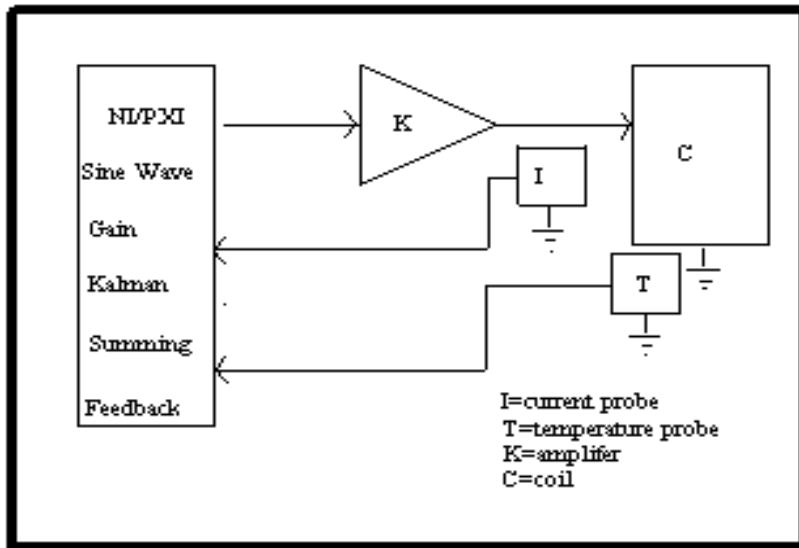 NI/PXI
Sine Wave
Gain
Kalman
Summing
Feedback
K
I
C
T
I=current probe
T=temperature probe
K=amplifer
C=coil